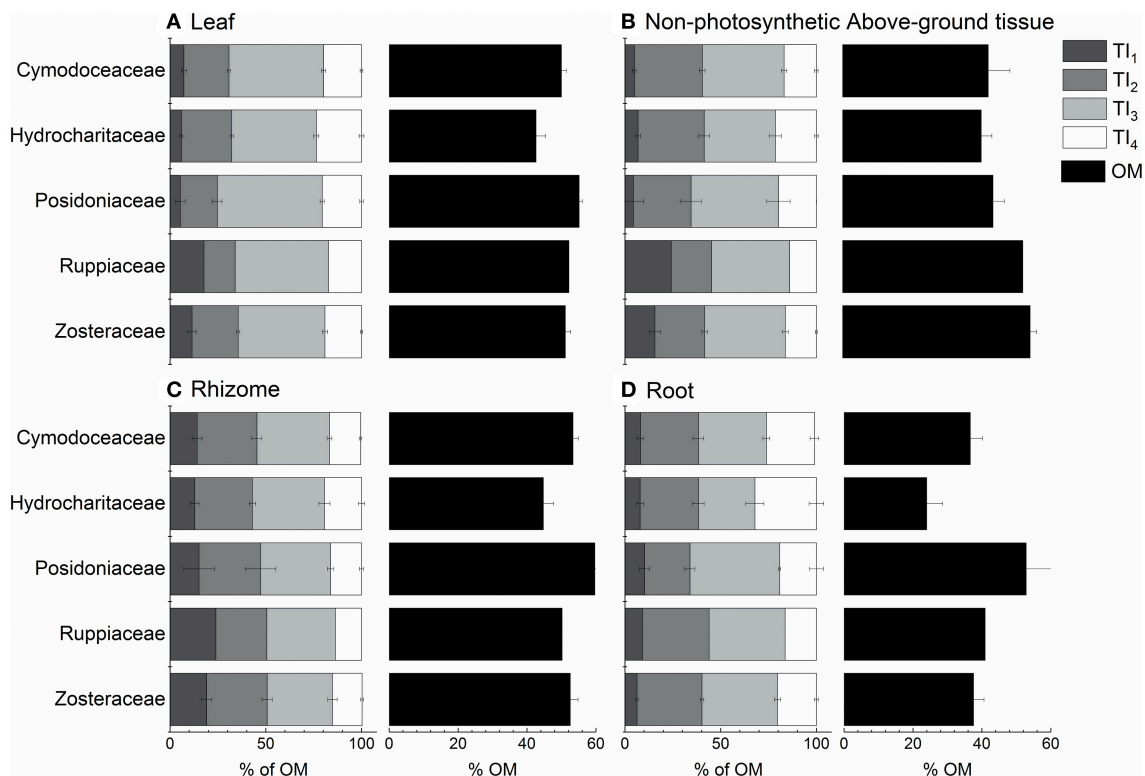 A Leaf
B Non-photosynthetic Above-ground tissue
TI1
TI2
TI3
TI4
OM
Cymodoceaceae
Hydrocharitaceae
Posidoniaceae
Ruppiaceae
Zosteraceae
C Rhizome
D Root
Cymodoceaceae
Hydrocharitaceae
Posidoniaceae
Ruppiaceae
Zosteraceae
0 50 100 0 20 40 60 0 50 100 0 20 40 60
% of OM % OM % of OM % OM